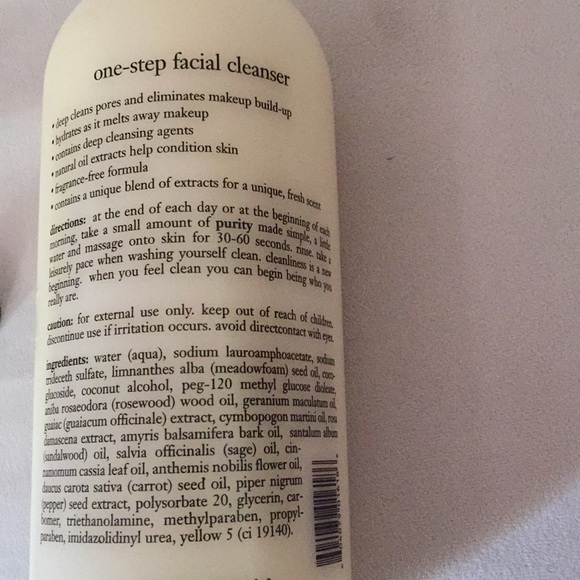 one-step facial cleanser
• deep cleans pores and eliminates makeup build-up
• hydrates as it melts away makeup
• contains deep cleansing agents
• natural oil extracts help condition skin
• fragrance-free formula
• contains a unique blend of extracts for a unique, fresh scent
directions: at the end of each day or at the beginning of each
morning, take a small amount of purity made simple, a little
water and massage onto skin for 30-60 seconds. rinse. take a
leisurely pace when washing yourself clean. cleanliness is a new
beginning. when you feel clean you can begin being who you
really are.
caution: for external use only. keep out of reach of children.
discontinue use if irritation occurs. avoid directcontact with eyes.
ingredients: water (aqua), sodium lauroamphoacetate, sodium
trideceth sulfate, limnanthes alba (meadowfoam) seed oil, coco-
glucoside, coconut alcohol, peg-120 methyl glucose dioleate,
aniba rosaeodora (rosewood) wood oil, geranium maculatum oil,
guaiac (guaiacum officinale) extract, cymbopogon martini oil, rosa
damascena extract, amyris balsamifera bark oil, santalum album
(sandalwood) oil, salvia officinalis (sage) oil, cin-
namomum cassia leaf oil, anthemis nobilis flower oil,
daucus carota sativa (carrot) seed oil, piper nigrum
(pepper) seed extract, polysorbate 20, glycerin, car-
bomer, triethanolamine, methylparaben, propyl-
paraben, imidazolidinyl urea, yellow 5 (ci 19140).